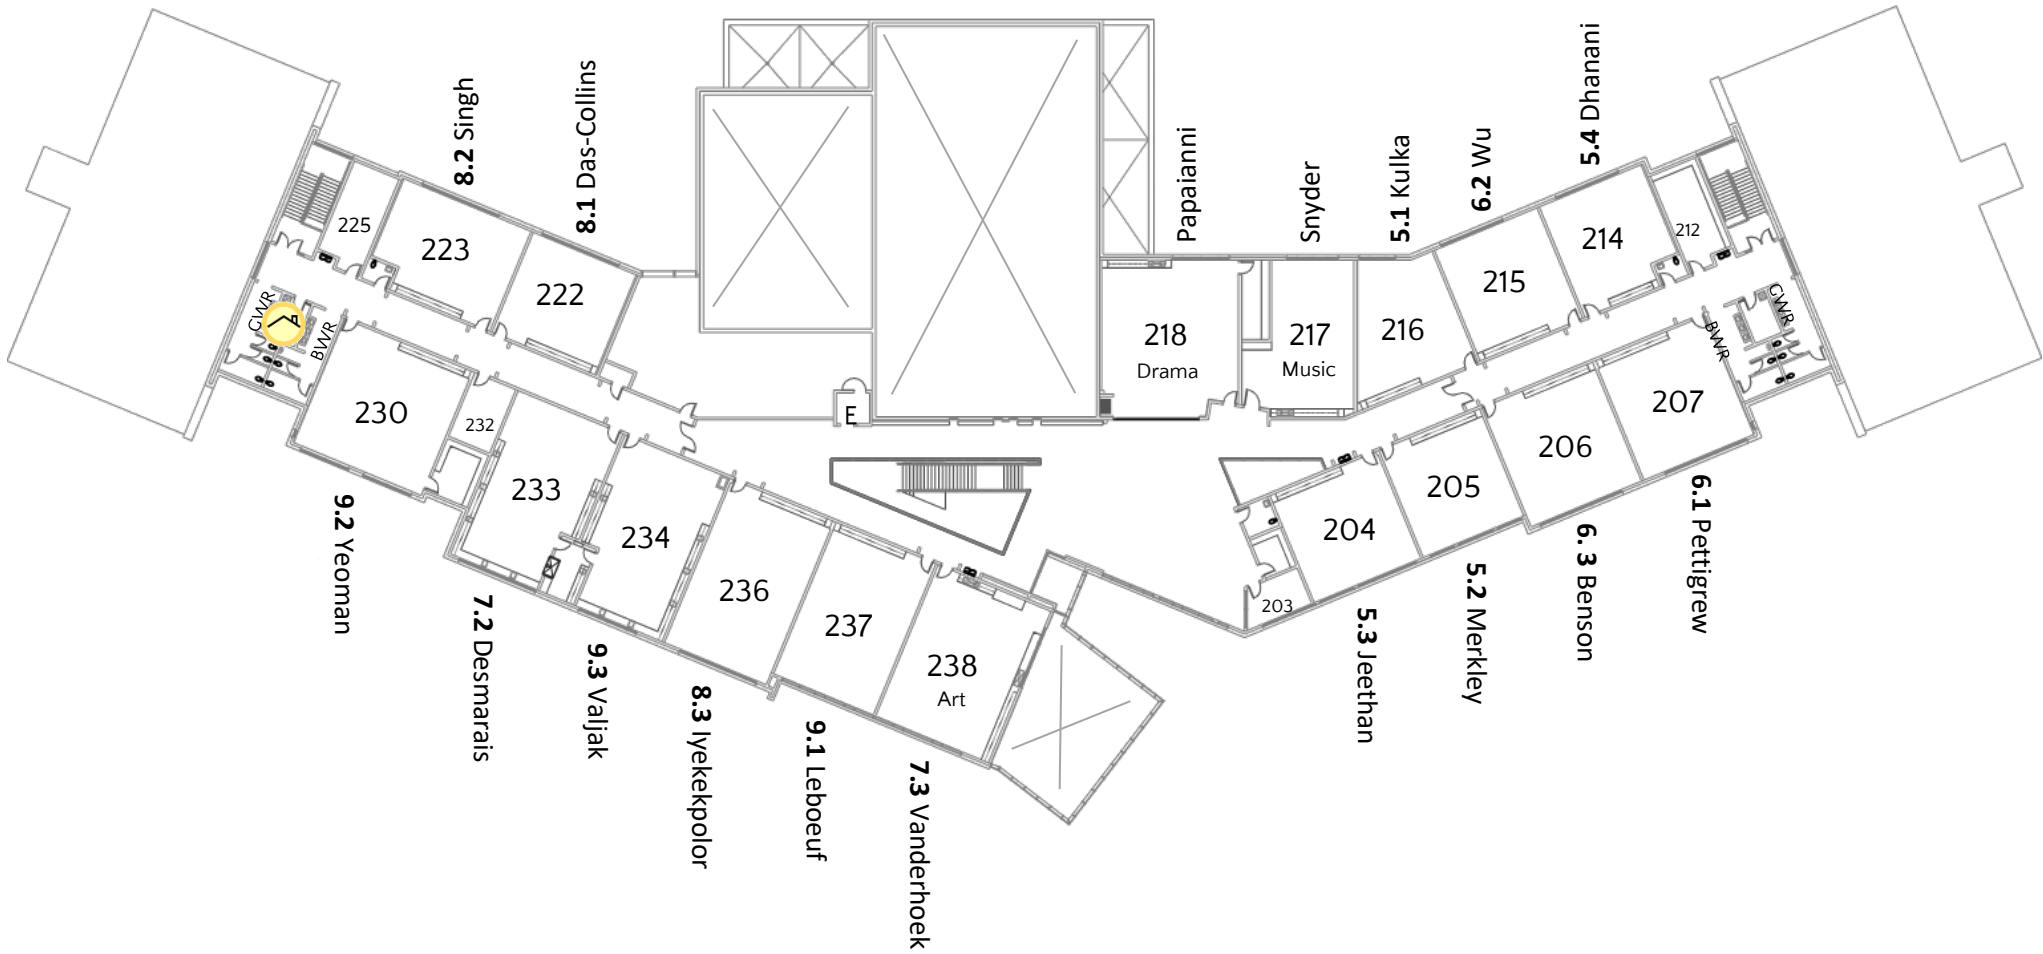 8.2 Singh
8.1 Das-Collins
Papaianni
Snyder
5.1 Kulka
6.2 Wu
5.4 Dhanani
225
223
222
218
Drama
217
Music
216
215
214
212
GWR
BWR
GWR
BWR
E
230
232
233
234
236
237
238
Art
203
204
205
206
207
9.2 Yeoman
7.2 Desmarais
9.3 Valjak
8.3 Iyekekpolor
9.1 Leboeuf
7.3 Vanderhoek
5.3 Jeethan
5.2 Merkley
6. 3 Benson
6.1 Pettigrew